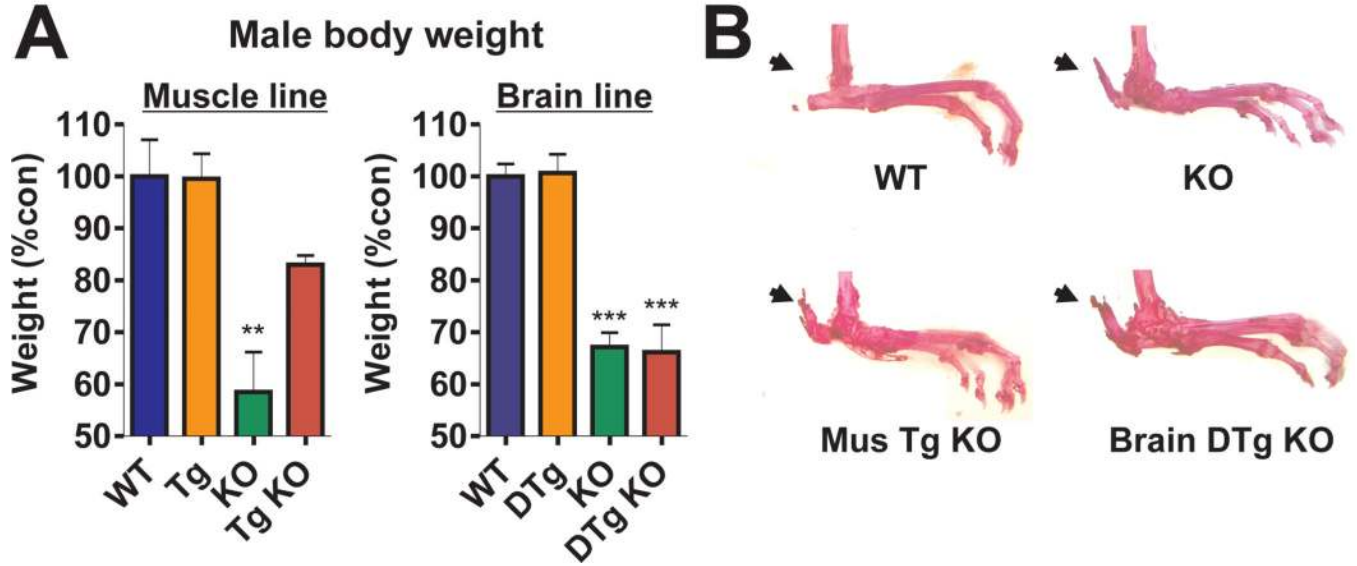 A
Male body weight
Muscle line
Weight (%con)
110
100
90
80
70
60
50
**
WT
Tg
KO
Tg KO
Brain line
Weight (%con)
110
100
90
80
70
60
50
***
***
WT
DTg
KO
DTg KO
B
WT
KO
Mus Tg KO
Brain DTg KO